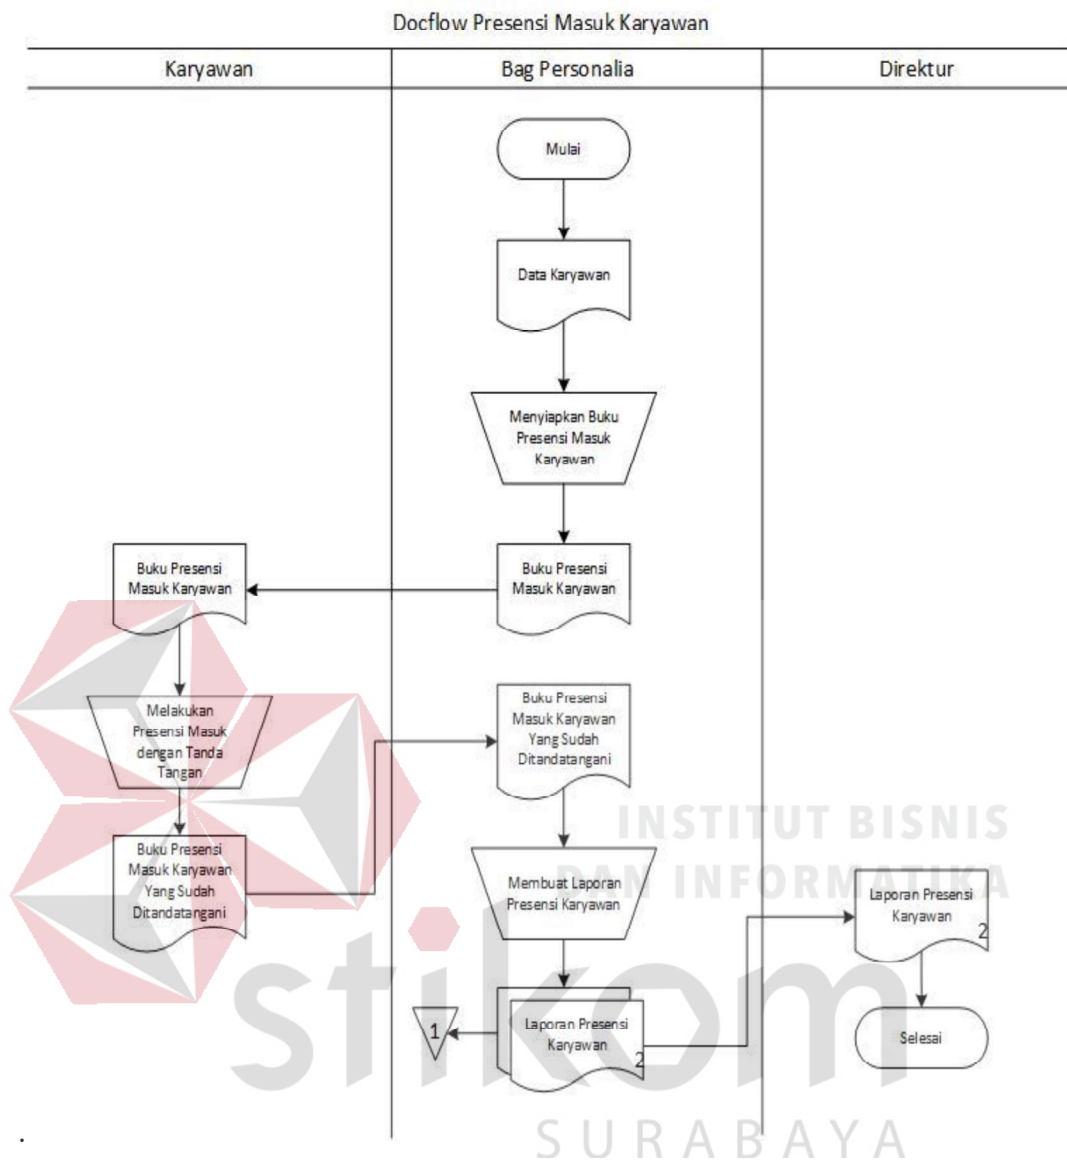 Docflow Presensi Masuk Karyawan
Karyawan
Bag Personalia
Direktur
Mulai
Data Karyawan
Menyiapkan Buku
Presensi Masuk
Karyawan
Buku Presensi
Masuk Karyawan
Buku Presensi
Masuk Karyawan
Melakukan
Presensi Masuk
dengan Tanda
Tangan
Buku Presensi
Masuk Karyawan
Yang Sudah
Ditandatangani
Buku Presensi
Masuk Karyawan
Yang Sudah
Ditandatangani
Membuat Laporan
Presensi Karyawan
Laporan Presensi
Karyawan
2
1
Laporan Presensi
Karyawan
2
Selesai
INSTITUT BISNIS
DAN INFORMATIKA
stikom
SURABAYA
.